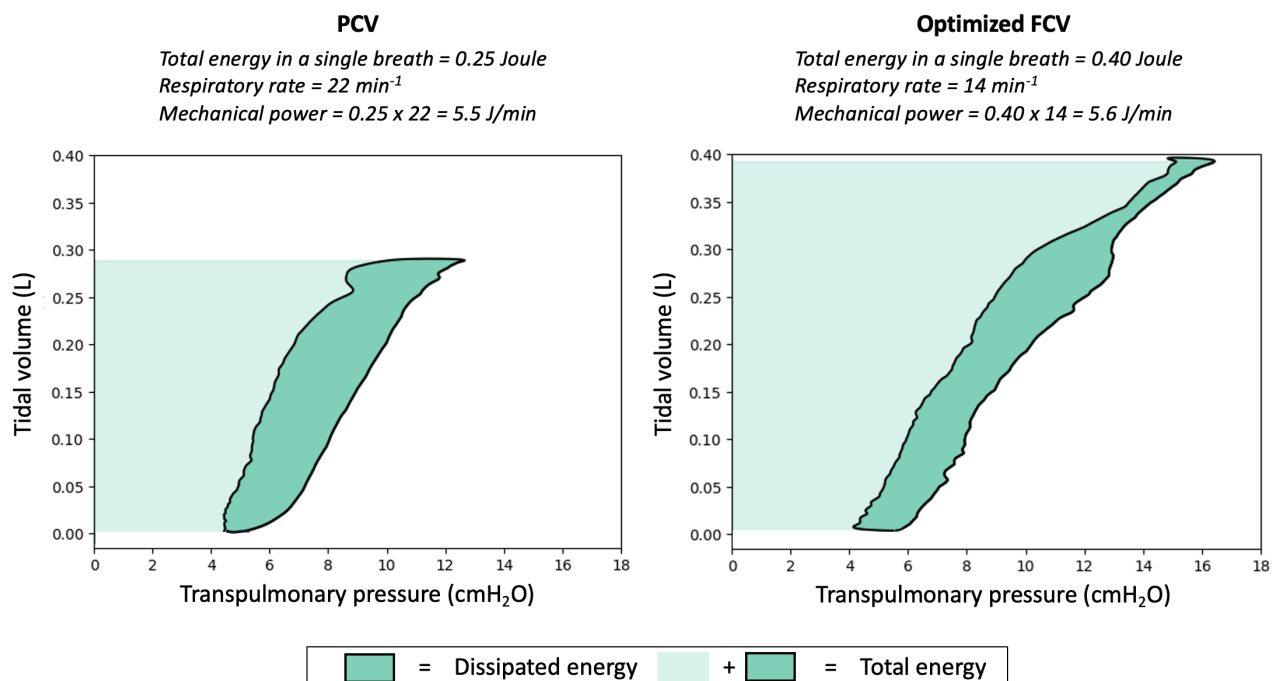 PCV
Total energy in a single breath = 0.25 Joule
Respiratory rate = 22 min⁻¹
Mechanical power = 0.25 x 22 = 5.5 J/min
0.40
0.35
0.30
0.25
0.20
0.15
0.10
0.05
0.00
Tidal volume (L)
0 2 4 6 8 10 12 14 16 18
Transpulmonary pressure (cmH₂O)
Optimized FCV
Total energy in a single breath = 0.40 Joule
Respiratory rate = 14 min⁻¹
Mechanical power = 0.40 x 14 = 5.6 J/min
0.40
0.35
0.30
0.25
0.20
0.15
0.10
0.05
0.00
Tidal volume (L)
0 2 4 6 8 10 12 14 16 18
Transpulmonary pressure (cmH₂O)
= Dissipated energy + = Total energy